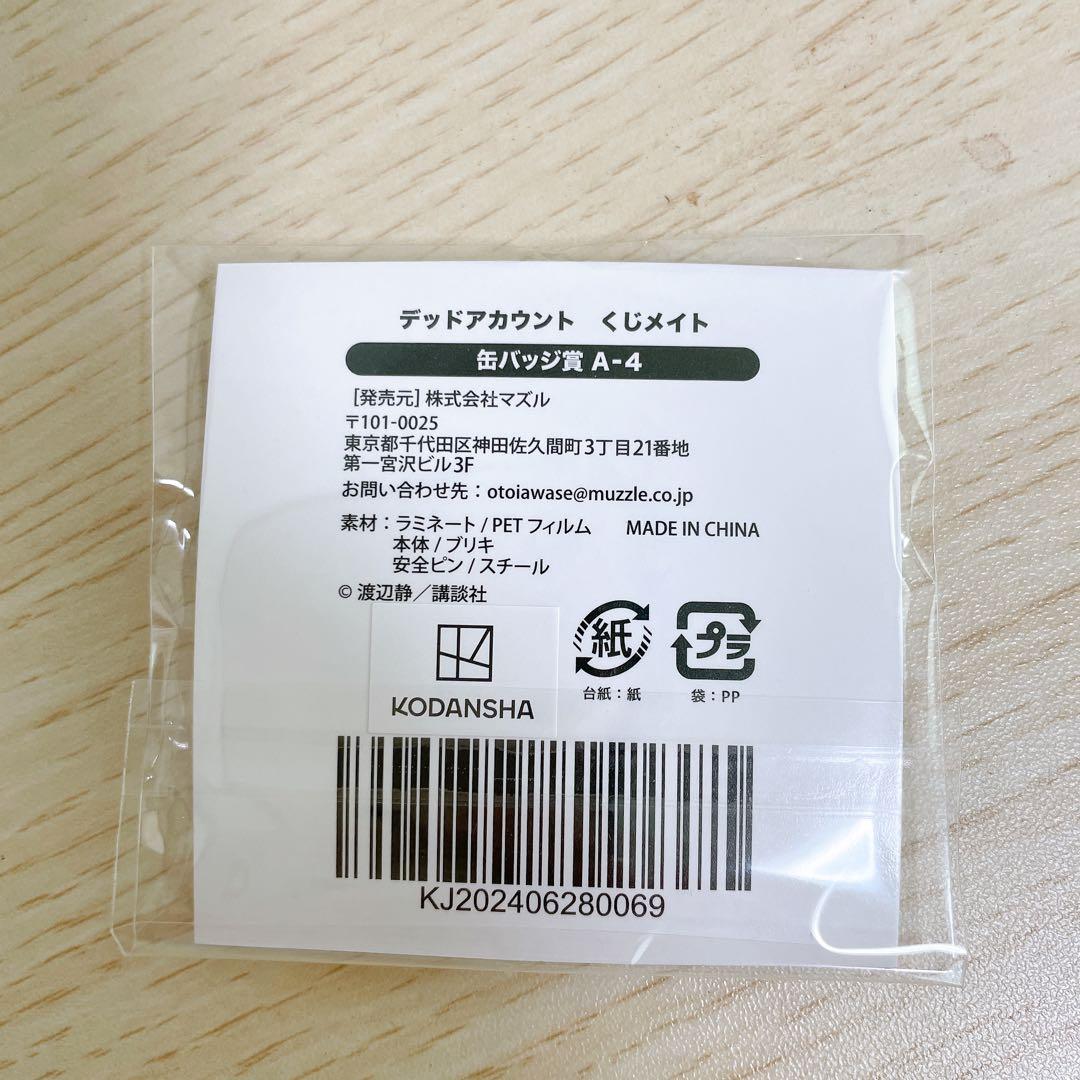 デッドアカウント　くじメイト
缶バッジ賞 A-4
[発売元] 株式会社マズル
〒101-0025
東京都千代田区神田佐久間町3丁目21番地
第一宮沢ビル3F
お問い合わせ先：otoiawase@muzzle.co.jp
素材：ラミネート / PET フィルム　MADE IN CHINA
本体 / ブリキ
安全ピン / スチール
© 渡辺静／講談社
KODANSHA
紙
台紙：紙
プラ
袋：PP
KJ202406280069